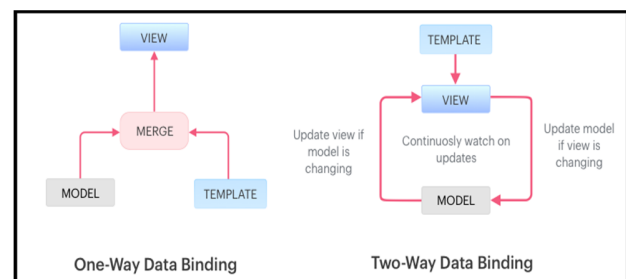 VIEW
MERGE
MODEL
TEMPLATE
One-Way Data Binding
TEMPLATE
VIEW
Update view if
model is
changing
Continuosly watch on
updates
Update model
if view is
changing
MODEL
Two-Way Data Binding